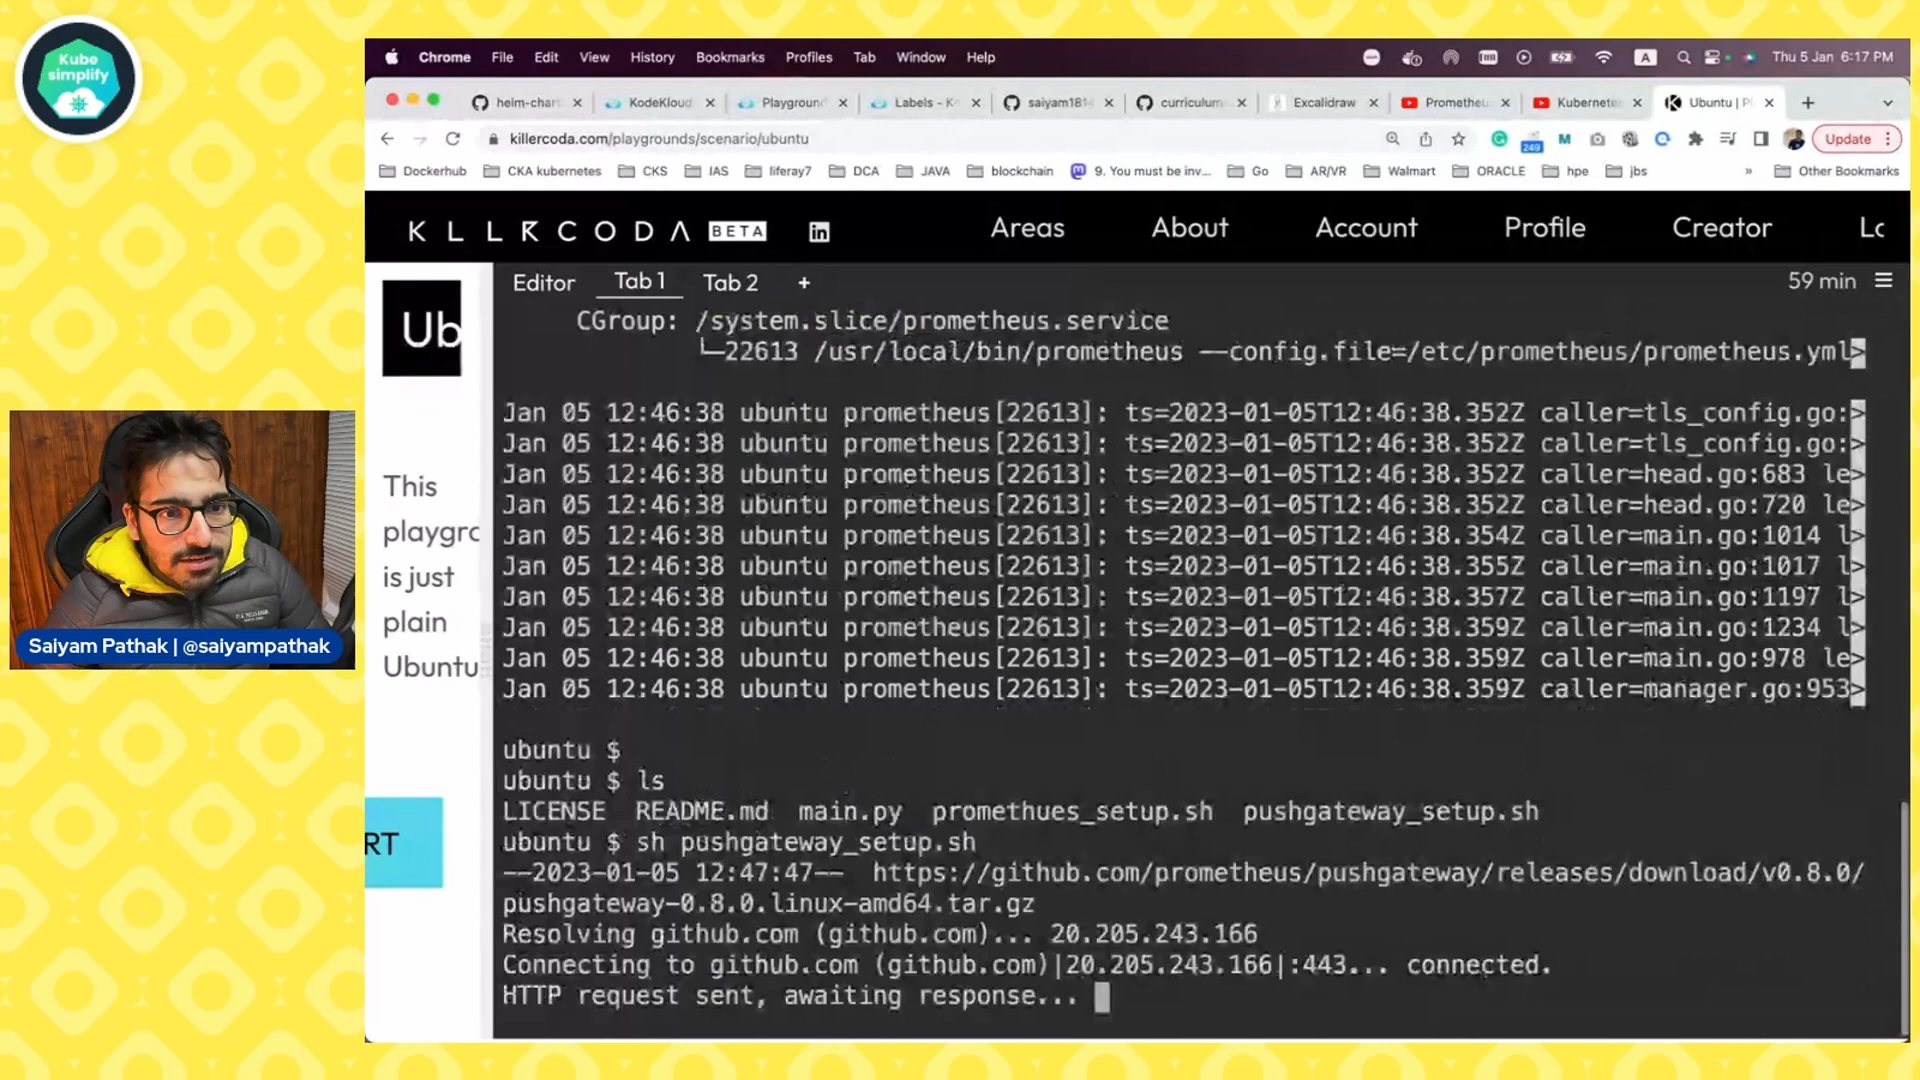 Kube
simplify
Chrome File Edit View History Bookmarks Profiles Tab Window Help A Thu 5 Jan 6:17 PM
helm-char KodeKloud Playground Labels - K saiyam181 curriculum Excalidraw Prometheu Kubernete Ubuntu | P
killercoda.com/playgrounds/scenario/ubuntu 249 M Update
Dockerhub CKA kubernetes CKS IAS liferay7 DCA JAVA blockchain 9. You must be inv... Go AR/VR Walmart ORACLE hpe jbs » Other Bookmarks
KLLRCODA BETA in Areas About Account Profile Creator Lo
Editor Tab 1 Tab 2 + 59 min
Ub
This
playgro
is just
plain
Ubuntu
RT
CGroup: /system.slice/prometheus.service
└─22613 /usr/local/bin/prometheus --config.file=/etc/prometheus/prometheus.yml>
Jan 05 12:46:38 ubuntu prometheus[22613]: ts=2023-01-05T12:46:38.352Z caller=tls_config.go:>
Jan 05 12:46:38 ubuntu prometheus[22613]: ts=2023-01-05T12:46:38.352Z caller=tls_config.go:>
Jan 05 12:46:38 ubuntu prometheus[22613]: ts=2023-01-05T12:46:38.352Z caller=head.go:683 le>
Jan 05 12:46:38 ubuntu prometheus[22613]: ts=2023-01-05T12:46:38.352Z caller=head.go:720 le>
Jan 05 12:46:38 ubuntu prometheus[22613]: ts=2023-01-05T12:46:38.354Z caller=main.go:1014 l>
Jan 05 12:46:38 ubuntu prometheus[22613]: ts=2023-01-05T12:46:38.355Z caller=main.go:1017 l>
Jan 05 12:46:38 ubuntu prometheus[22613]: ts=2023-01-05T12:46:38.357Z caller=main.go:1197 l>
Jan 05 12:46:38 ubuntu prometheus[22613]: ts=2023-01-05T12:46:38.359Z caller=main.go:1234 l>
Jan 05 12:46:38 ubuntu prometheus[22613]: ts=2023-01-05T12:46:38.359Z caller=main.go:978 le>
Jan 05 12:46:38 ubuntu prometheus[22613]: ts=2023-01-05T12:46:38.359Z caller=manager.go:953>
ubuntu $
ubuntu $ ls
LICENSE README.md main.py promethues_setup.sh pushgateway_setup.sh
ubuntu $ sh pushgateway_setup.sh
--2023-01-05 12:47:47-- https://github.com/prometheus/pushgateway/releases/download/v0.8.0/
pushgateway-0.8.0.linux-amd64.tar.gz
Resolving github.com (github.com)... 20.205.243.166
Connecting to github.com (github.com)|20.205.243.166|:443... connected.
HTTP request sent, awaiting response...
Saiyam Pathak | @saiyampathak